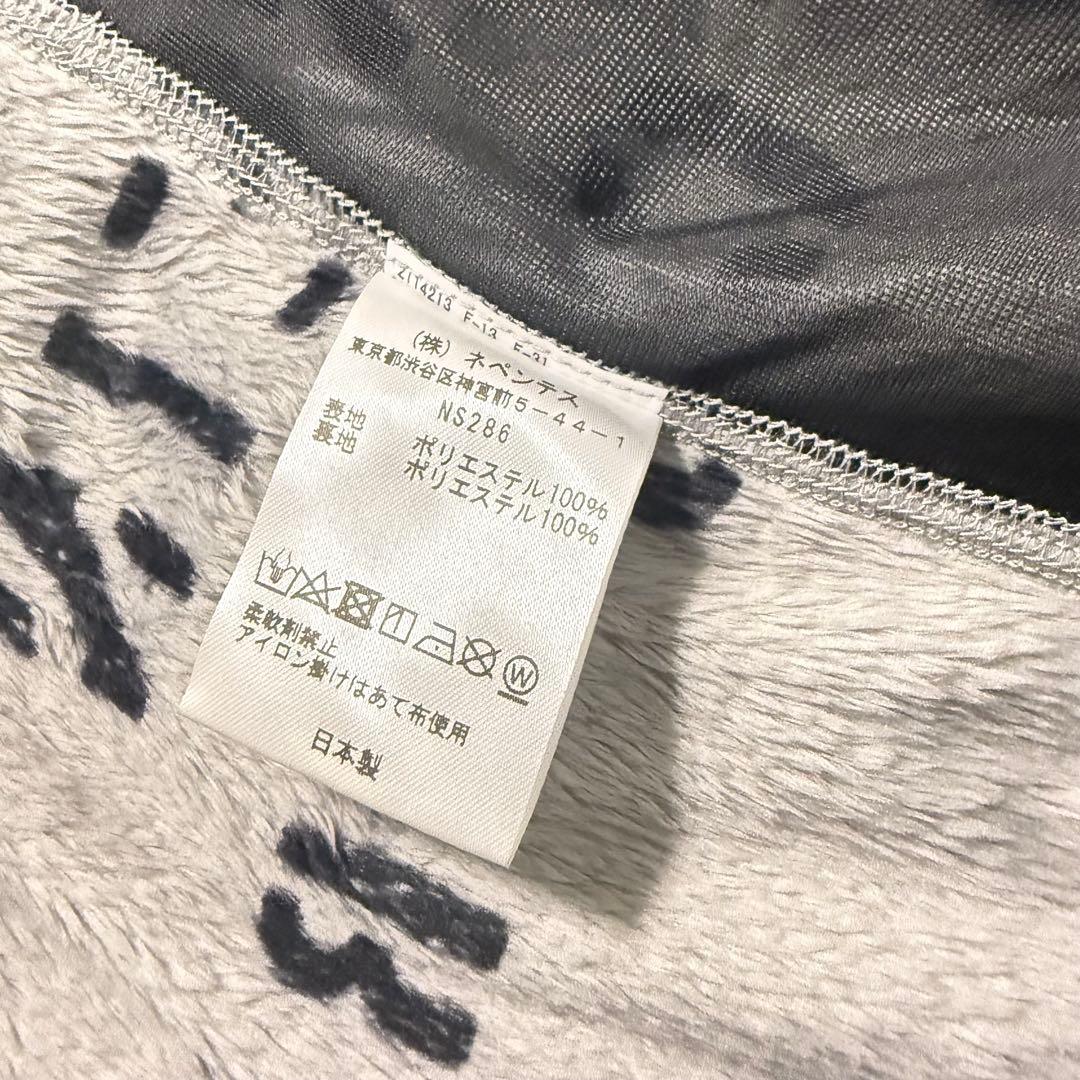 ZIT4213 F-13 F-31
(株) ネペンテス
東京都渋谷区神宮前5-44-1
NS286
表地 ポリエステル100%
裏地 ポリエステル100%
W
柔軟剤禁止
アイロン掛けはあて布使用
日本製